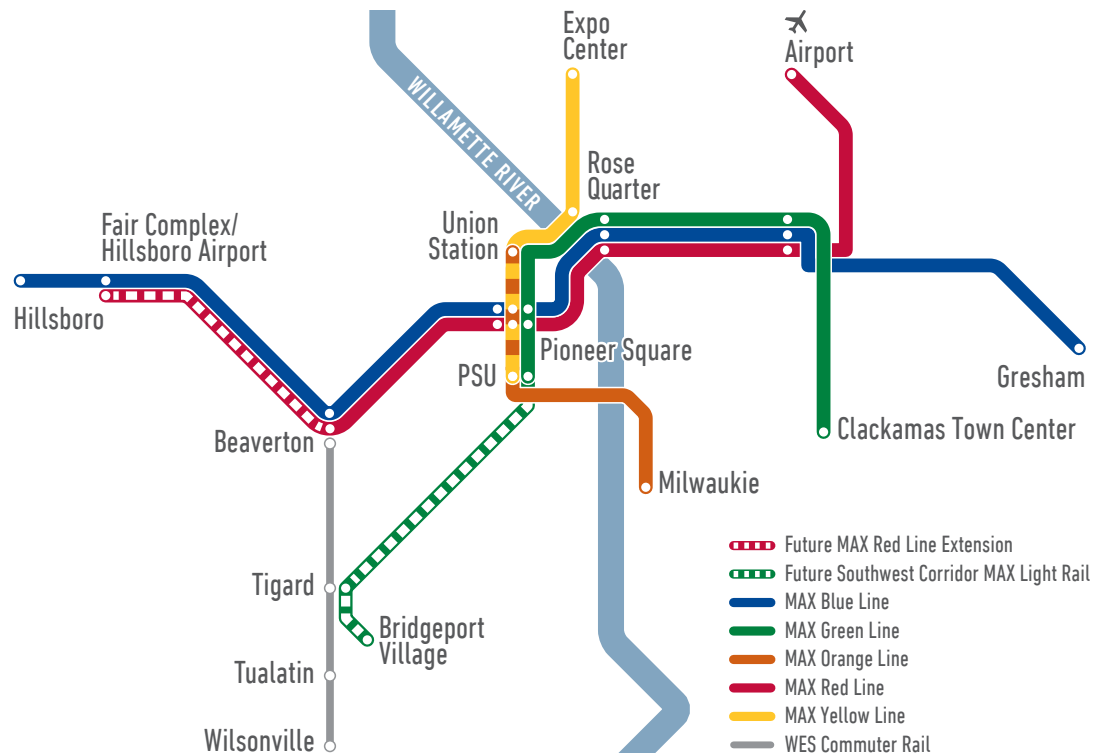 Expo
Center
Airport
WILLAMETTE RIVER
Rose
Quarter
Union
Station
Fair Complex/
Hillsboro Airport
Hillsboro
Pioneer Square
PSU
Gresham
Beaverton
Clackamas Town Center
Milwaukie
Tigard
Bridgeport
Village
Tualatin
Wilsonville
Future MAX Red Line Extension
Future Southwest Corridor MAX Light Rail
MAX Blue Line
MAX Green Line
MAX Orange Line
MAX Red Line
MAX Yellow Line
WES Commuter Rail